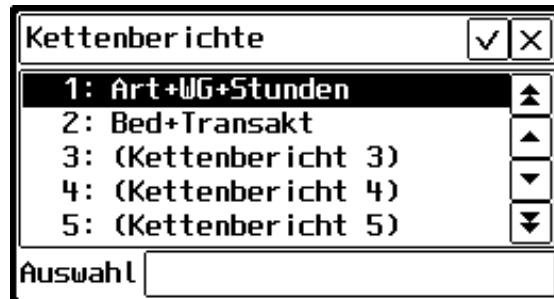 Kettenberichte
1: Art+WG+Stunden
2: Bed+Transakt
3: (Kettenbericht 3)
4: (Kettenbericht 4)
5: (Kettenbericht 5)
Auswahl